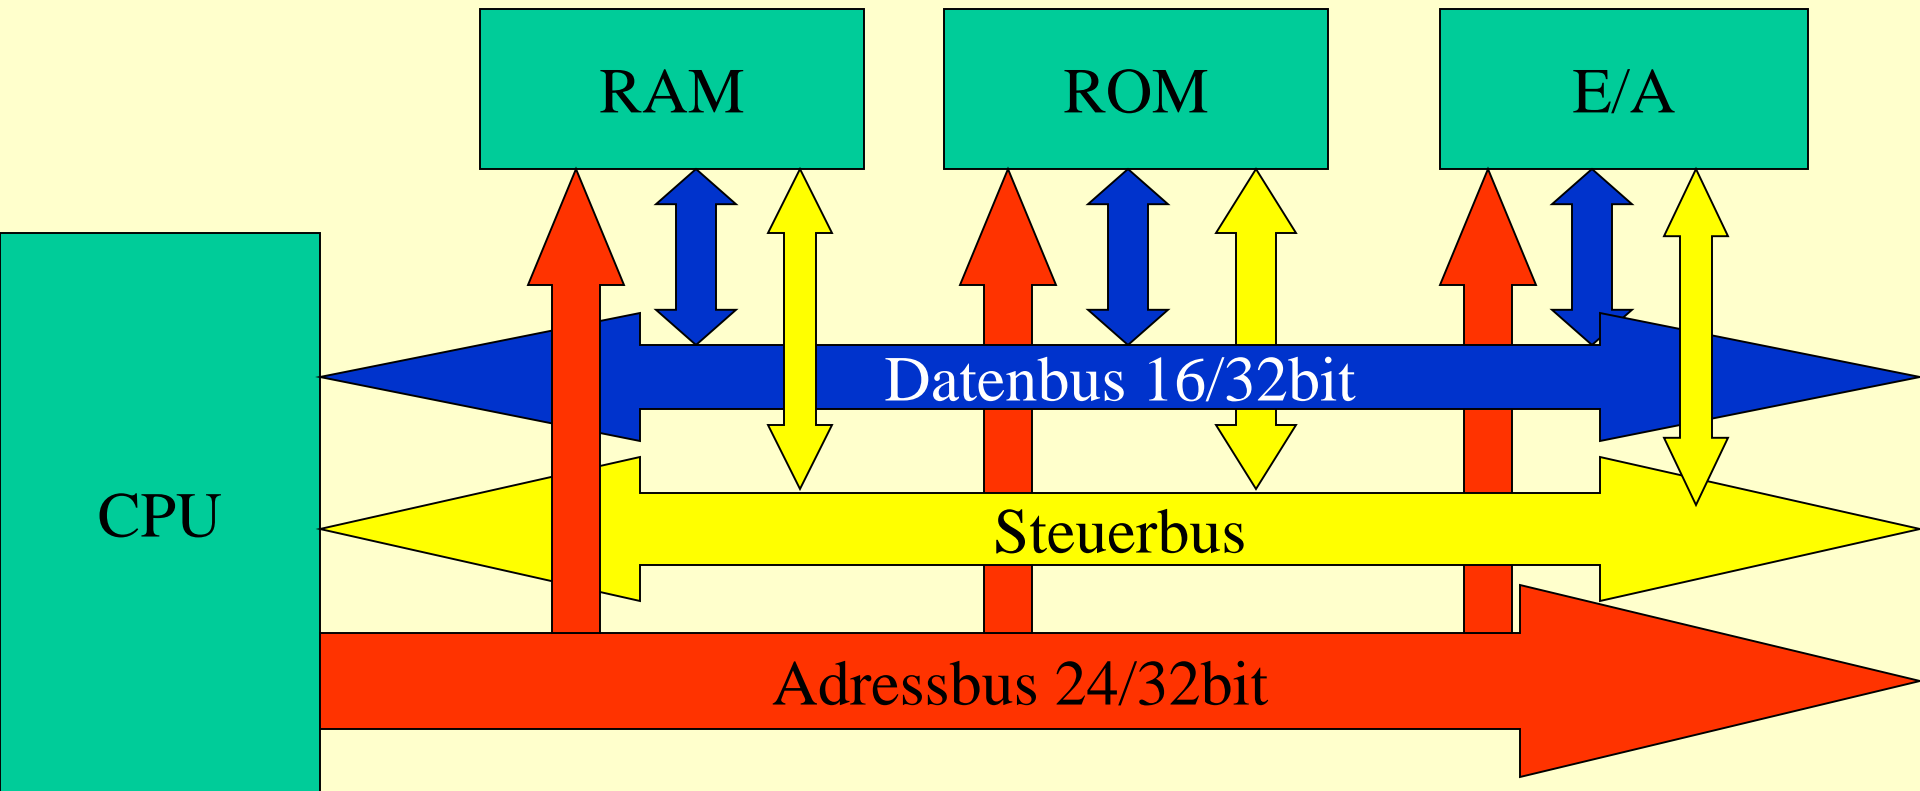 RAM
ROM
E/A
Datenbus 16/32bit
CPU
Steuerbus
Adressbus 24/32bit